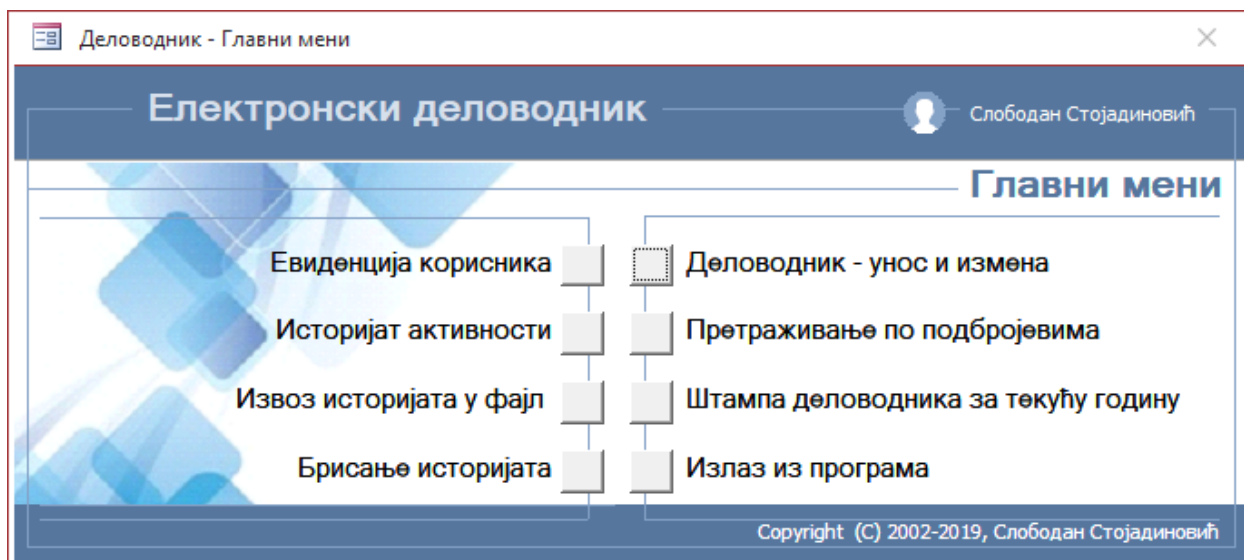 Деловодник - Главни мени
Електронски деловодник
Слободан Стојадиновић
Главни мени
Евиденција корисника
Деловодник - унос и измена
Историјат активности
Претраживање по подбројевима
Извоз историјата у фајл
Штампа деловодника за текућу годину
Брисање историјата
Излаз из програма
Copyright (C) 2002-2019, Слободан Стојадиновић